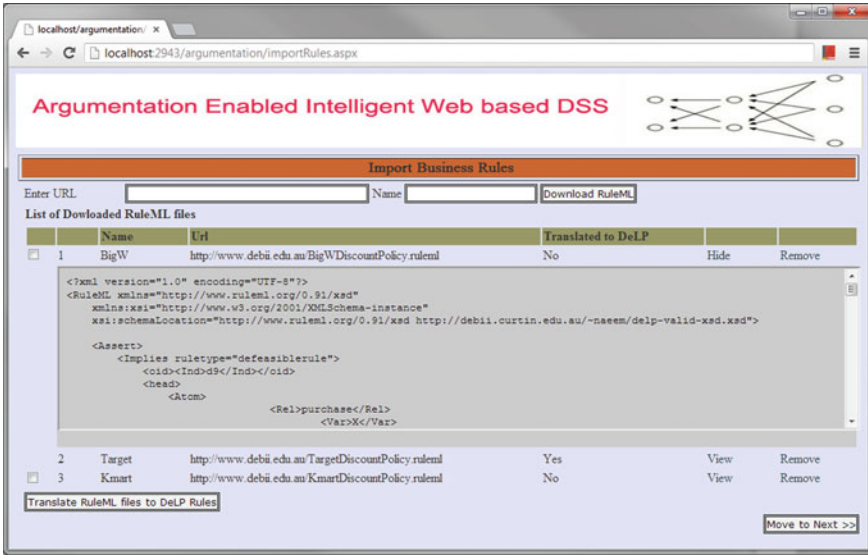 localhost/argumentation/ ×
localhost:2943/argumentation/importRules.aspx
Argumentation Enabled Intelligent Web based DSS
Import Business Rules
Enter URL Name Download RuleML
List of Dowloaded RuleML files
Name Url Translated to DeLP
1 BigW http://www.debii.edu.au/BigWDiscountPolicy.ruleml No Hide Remove
<?xml version="1.0" encoding="UTF-8"?>
<RuleML xmlns="http://www.ruleml.org/0.91/xsd"
xmlns:xsi="http://www.w3.org/2001/XMLSchema-instance"
xsi:schemaLocation="http://www.ruleml.org/0.91/xsd http://debii.curtin.edu.au/~naeem/delp-valid-xsd.xsd">
<Assert>
<Implies ruletype="defeasiblerule">
<oid><Ind>d9</Ind></oid>
<head>
<Atom>
<Rel>purchase</Rel>
<Var>X</Var>
2 Target http://www.debii.edu.au/TargetDiscountPolicy.ruleml Yes View Remove
3 Kmart http://www.debii.edu.au/KmartDiscountPolicy.ruleml No View Remove
Translate RuleML files to DeLP Rules
Move to Next >>